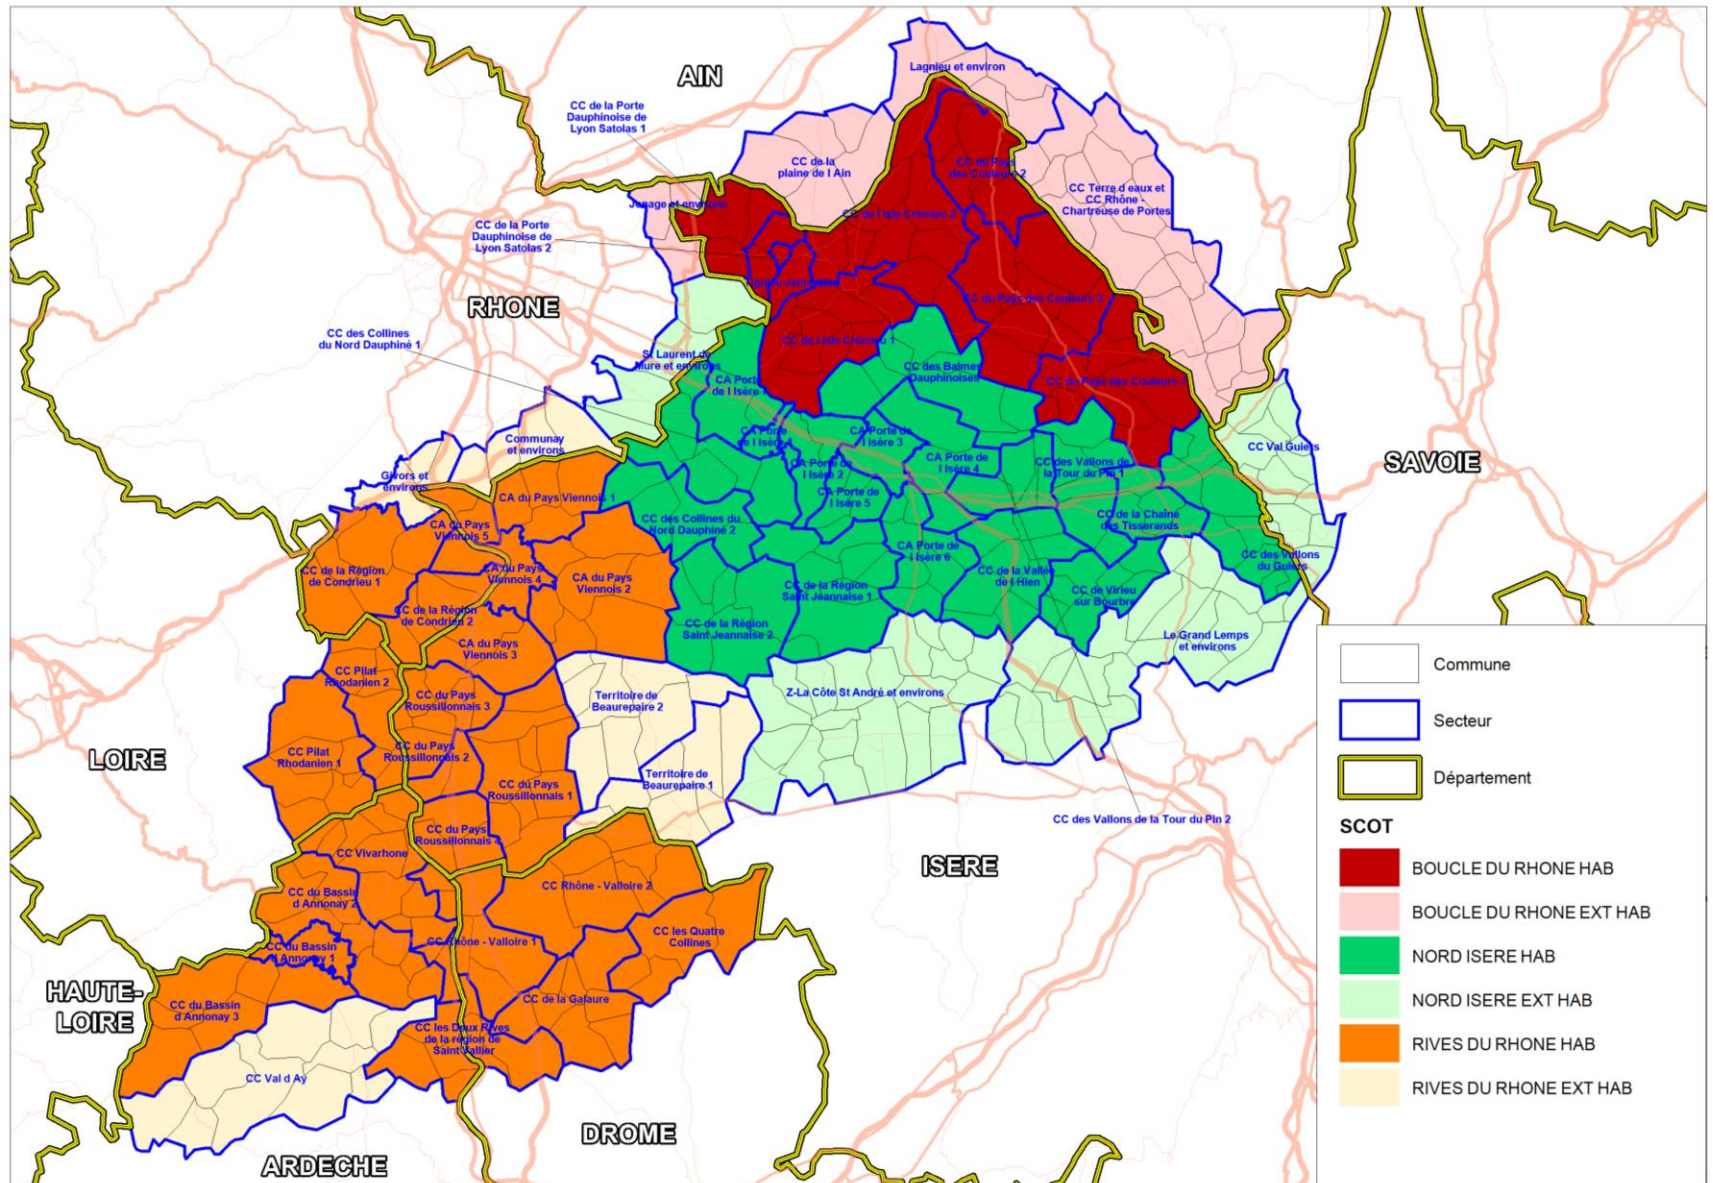 AIN
Lagnieu et environ
CC de la Porte
Dauphinoise de
Lyon Satolas 1
CC de la
plaine de l Ain
CC du Pays
des Couleurs 2
CC Terre d eaux et
CC Rhône -
Chartreuse de Portes
Jonage et environs
CC de l Isle Crémieu 2
CC de la Porte
Dauphinoise de
Lyon Satolas 2
RHONE
CC du Pays des Couleurs 3
CC des Collines
du Nord Dauphiné 1
CC de l Isle Crémieu 1
St Laurent de
Mure et environs
CC des Balmes
Dauphinoises
CA Porte
de l Isère
CC du Pays des Couleurs 1
Communay
et environs
CA Porte
de l Isère 1
CA Porte de
l Isère 3
CC Val Guiers
SAVOIE
CA Porte de
l Isère 2
CA Porte de
l Isère 4
CC des Vallons de
la Tour du Pin 1
Givors et
environs
CA du Pays Viennois 1
CA Porte de
l Isère 5
CC des Collines du
Nord Dauphiné 2
CC de la Chaîne
des Tisserands
CA du Pays
Viennois 5
CA Porte de
l Isère 6
CC des Vallons
du Guiers
CC de la Région
de Condrieu 1
CA du Pays
Viennois 4
CA du Pays
Viennois 2
CC de la Région
Saint Jeannaise 1
CC de la Vallée
de l Hien
CC de Virieu
sur Bourbre
CC de la Région
de Condrieu 2
CC de la Région
Saint Jeannaise 2
Le Grand Lemps
et environs
CA du Pays
Viennois 3
CC Pilat
Rhodanien 2
CC du Pays
Roussillonnais 3
Territoire de
Beaurepaire 2
Z-La Côte St André et environs
LOIRE
CC Pilat
Rhodanien 1
CC du Pays
Roussillonnais 2
CC du Pays
Roussillonnais 1
Territoire de
Beaurepaire 1
CC des Vallons de la Tour du Pin 2
CC du Pays
Roussillonnais 4
CC Vivarhone
ISERE
CC du Bassin
d Annonay 2
CC Rhône - Valloire 2
CC du Bassin
d Annonay 1
CC Rhône - Valloire 1
CC les Quatre
Collines
HAUTE-
LOIRE
CC du Bassin
d Annonay 3
CC de la Galaure
CC les Deux Rives
de la région de
Saint Vallier
CC Val d Ay
DROME
ARDECHE
Commune
Secteur
Département
SCOT
BOUCLE DU RHONE HAB
BOUCLE DU RHONE EXT HAB
NORD ISERE HAB
NORD ISERE EXT HAB
RIVES DU RHONE HAB
RIVES DU RHONE EXT HAB